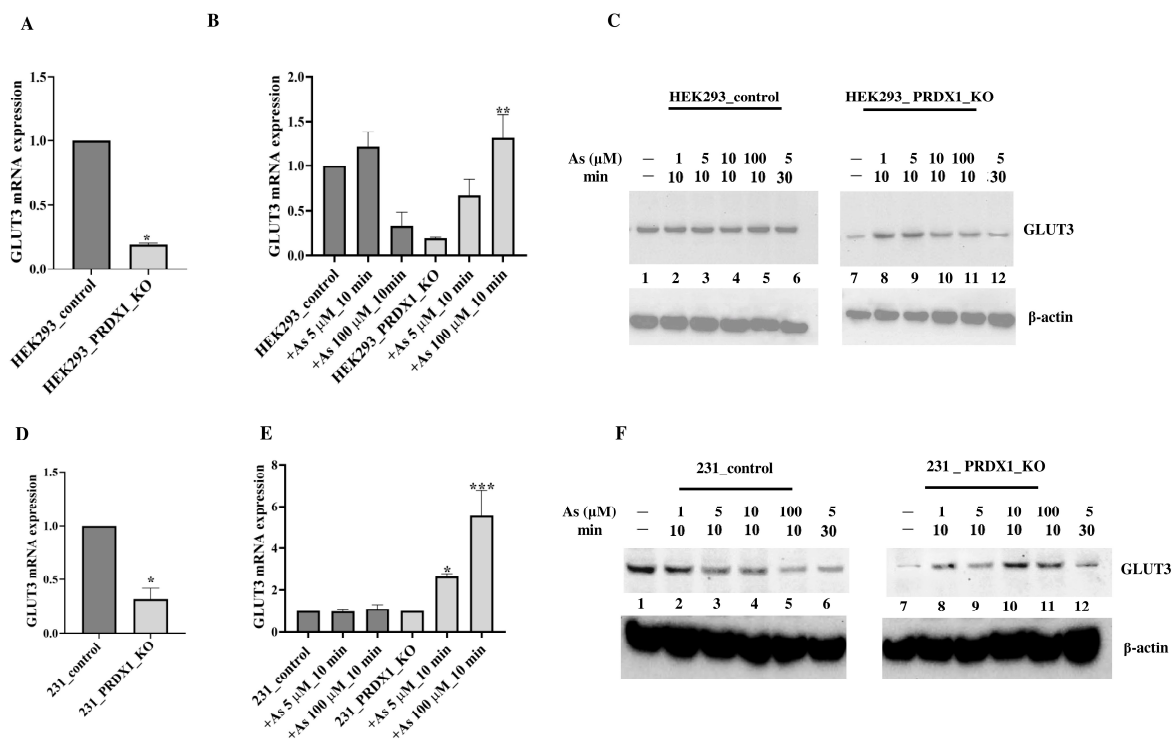 A
GLUT3 mRNA expression
1.5
1.0
0.5
0.0
*
HEK293_control
HEK293_PRDX1_KO
B
GLUT3 mRNA expression
2.0
1.5
1.0
0.5
0.0
**
HEK293_control
+As 5 µM_10 min
+As 100 µM_10min
HEK293_PRDX1_KO
+As 5 µM_10 min
+As 100 µM_10 min
C
HEK293_control
HEK293_ PRDX1_KO
As (µM) – 1 5 10 100 5 – 1 5 10 100 5
min – 10 10 10 10 30 – 10 10 10 10 30
GLUT3
1 2 3 4 5 6 7 8 9 10 11 12
β-actin
D
GLUT3 mRNA expression
1.5
1.0
0.5
0.0
*
231_control
231_PRDX1_KO
E
GLUT3 mRNA expression
8
6
4
2
0
*
***
231_control
+As 5 µM_10 min
+As 100 µM_10 min
231_PRDX1_KO
+As 5 µM_10 min
+As 100 µM_10 min
F
231_control
231 _ PRDX1_KO
As (µM) – 1 5 10 100 5 – 1 5 10 100 5
min – 10 10 10 10 30 – 10 10 10 10 30
GLUT3
1 2 3 4 5 6 7 8 9 10 11 12
β-actin